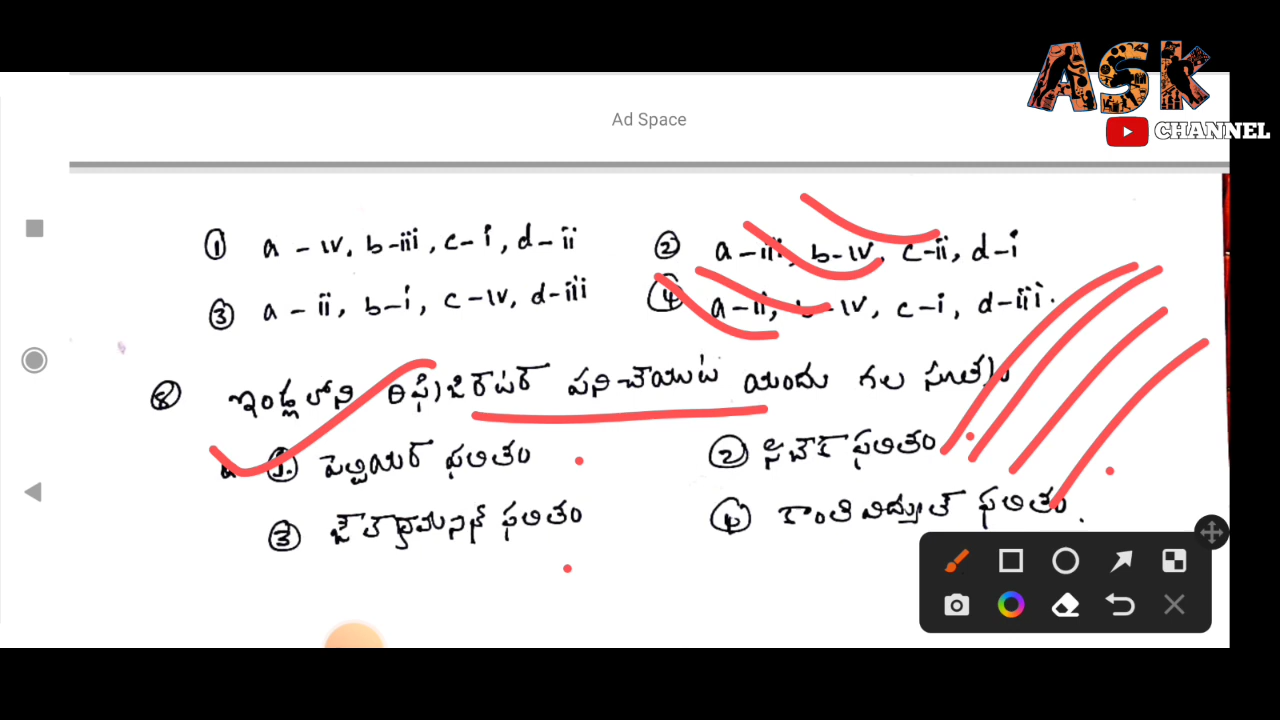 ASK
CHANNEL
Ad Space
① a - iv, b-iii, c-i, d-ii ② a-iii, b-iv, c-ii, d-i
③ a - ii, b-i, c-iv, d-iii ④ a-ii, b-iv, c-i, d-iii.
⑧ ఇండ్లలోని రిఫ్రిజిరేటర్ పనిచేయుట యందు గల సూత్రం
①. పెల్షియర్ ఫలితం ② సీబెక్ ఫలితం
③ ఫలితం ④ కాంతి విద్యుత్ ఫలితం.